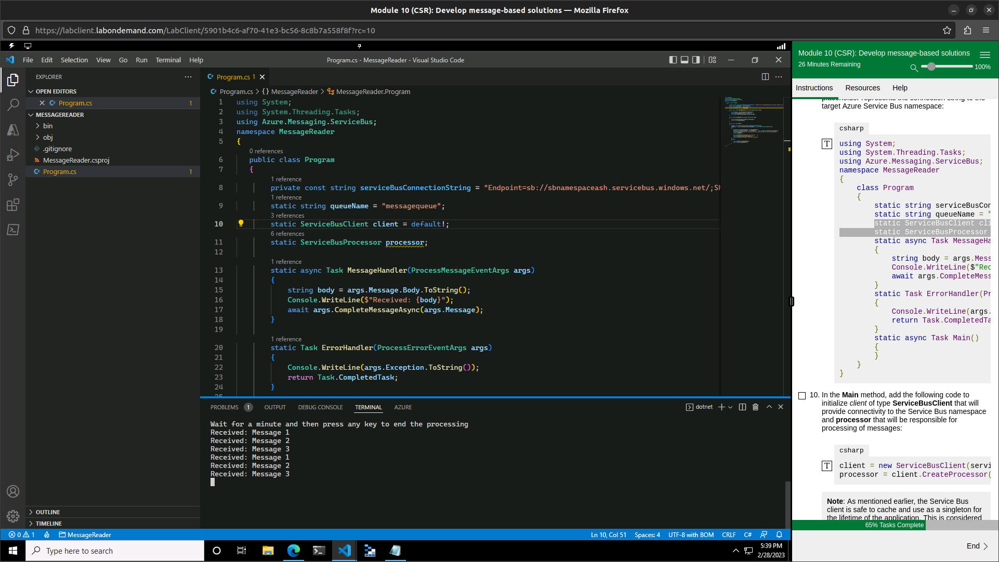 Module 10 (CSR): Develop message-based solutions — Mozilla Firefox
https://labclient.labondemand.com/LabClient/5901b4c6-af70-41e3-bc56-8c8b7a558f8f?rc=10
File Edit Selection View Go Run Terminal Help
Program.cs - MessageReader - Visual Studio Code
EXPLORER
OPEN EDITORS
Program.cs 1
MESSAGEREADER
bin
obj
.gitignore
MessageReader.csproj
Program.cs 1
OUTLINE
TIMELINE
Program.cs 1
Program.cs > {} MessageReader > MessageReader.Program
1 using System;
2 using System.Threading.Tasks;
3 using Azure.Messaging.ServiceBus;
4 namespace MessageReader
5 {
0 references
6 public class Program
7 {
1 reference
8 private const string serviceBusConnectionString = "Endpoint=sb://sbnamespaceash.servicebus.windows.net/;Sh
1 reference
9 static string queueName = "messagequeue";
3 references
10 static ServiceBusClient client = default!;
6 references
11 static ServiceBusProcessor processor;
12
1 reference
13 static async Task MessageHandler(ProcessMessageEventArgs args)
14 {
15 string body = args.Message.Body.ToString();
16 Console.WriteLine($"Received: {body}");
17 await args.CompleteMessageAsync(args.Message);
18 }
19
1 reference
20 static Task ErrorHandler(ProcessErrorEventArgs args)
21 {
22 Console.WriteLine(args.Exception.ToString());
23 return Task.CompletedTask;
24 }
PROBLEMS 1 OUTPUT DEBUG CONSOLE TERMINAL AZURE
dotnet
Wait for a minute and then press any key to end the processing
Received: Message 1
Received: Message 2
Received: Message 3
Received: Message 1
Received: Message 2
Received: Message 3
0 1 MessageReader
Ln 10, Col 51 Spaces: 4 UTF-8 with BOM CRLF C#
Type here to search
5:39 PM
2/28/2023
Module 10 (CSR): Develop message-based solutions
26 Minutes Remaining
100%
Instructions Resources Help
placeholder represents the connection string to the
target Azure Service Bus namespace:
csharp
T
using System;
using System.Threading.Tasks;
using Azure.Messaging.ServiceBus;
namespace MessageReader
{
class Program
{
static string serviceBusCon
static string queueName = "
static ServiceBusClient cli
static ServiceBusProcessor
static async Task MessageHa
{
string body = args.Mess
Console.WriteLine($"Rec
await args.CompleteMess
}
static Task ErrorHandler(Pr
{
Console.WriteLine(args.
return Task.CompletedTa
}
static async Task Main()
{
}
}
}
10. In the Main method, add the following code to
initialize client of type ServiceBusClient that will
provide connectivity to the Service Bus namespace
and processor that will be responsible for
processing of messages:
csharp
T
client = new ServiceBusClient(servi
processor = client.CreateProcessor(
Note: As mentioned earlier, the Service Bus
client is safe to cache and use as a singleton for
the lifetime of the application. This is considered
65% Tasks Complete
End